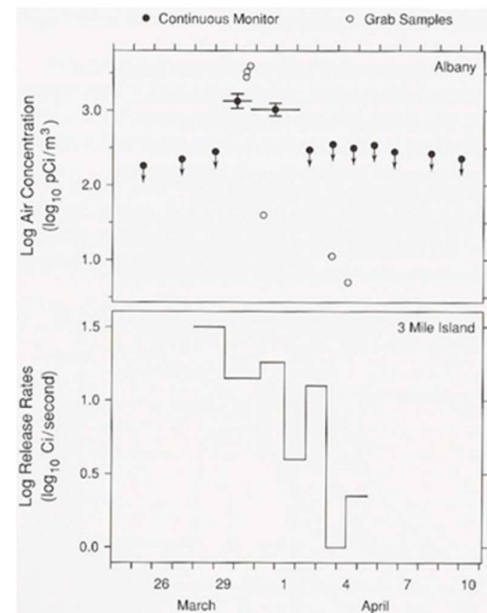 Continuous Monitor
Grab Samples
Albany
3.0
2.0
1.0
Log Air Concentration
(log₁₀ pCi/m³)
3 Mile Island
1.5
1.0
0.5
0.0
Log Release Rates
(log₁₀ Ci/second)
26 29 1 4 7 10
March April